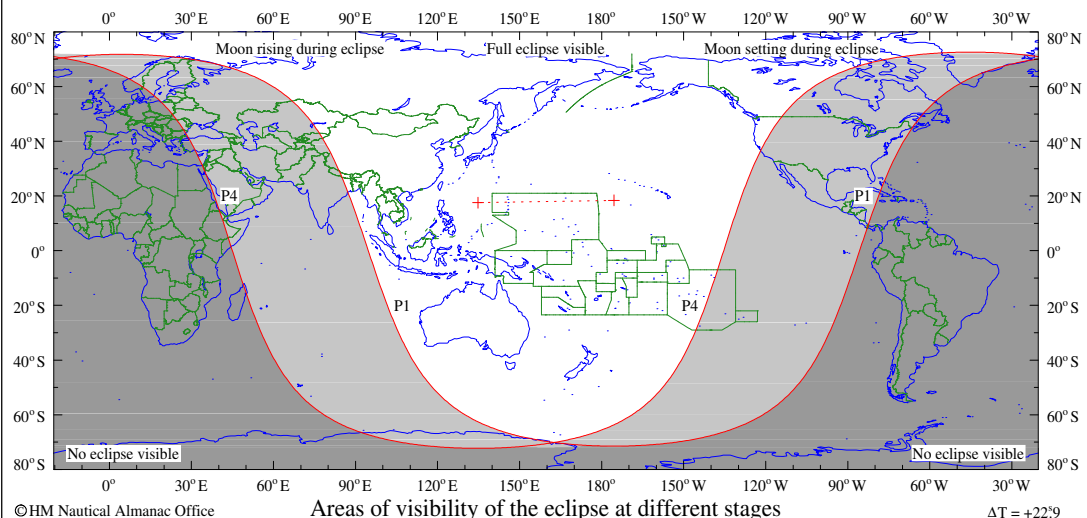 0° 30° E 60° E 90° E 120° E 150° E 180° 150° W 120° W 90° W 60° W 30° W
80° N Moon rising during eclipse Full eclipse visible Moon setting during eclipse 80° N
60° N 60° N
40° N 40° N
20° N P4 P1 20° N
0° 0°
20° S P1 P4 20° S
40° S 40° S
60° S 60° S
No eclipse visible No eclipse visible
80° S 80° S
0° 30° E 60° E 90° E 120° E 150° E 180° 150° W 120° W 90° W 60° W 30° W
©HM Nautical Almanac Office Areas of visibility of the eclipse at different stages ΔT = +22ˢ.9